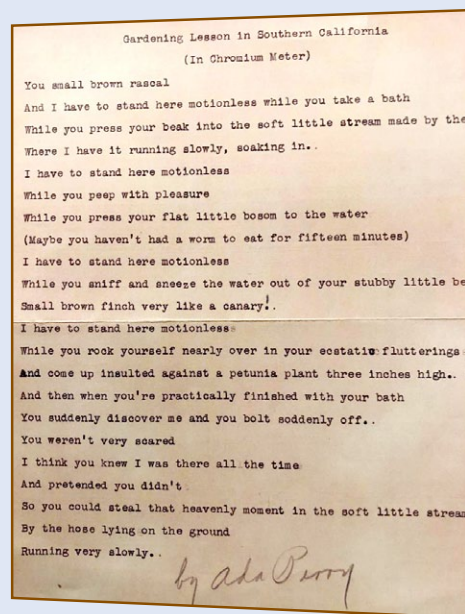 Gardening Lesson in Southern California
(In Chromium Meter)
You small brown rascal
And I have to stand here motionless while you take a bath
While you press your beak into the soft little stream made by the
Where I have it running slowly, soaking in..
I have to stand here motionless
While you peep with pleasure
While you press your flat little bosom to the water
(Maybe you haven't had a worm to eat for fifteen minutes)
I have to stand here motionless
While you sniff and sneeze the water out of your stubby little be
Small brown finch very like a canary!.
I have to stand here motionless
While you rock yourself nearly over in your ecstatic flutterings
And come up insulted against a petunia plant three inches high..
And then when you're practically finished with your bath
You suddenly discover me and you bolt soddenly off..
You weren't very scared
I think you knew I was there all the time
And pretended you didn't
So you could steal that heavenly moment in the soft little stream
By the hose lying on the ground
Running very slowly..
by Ada Perry